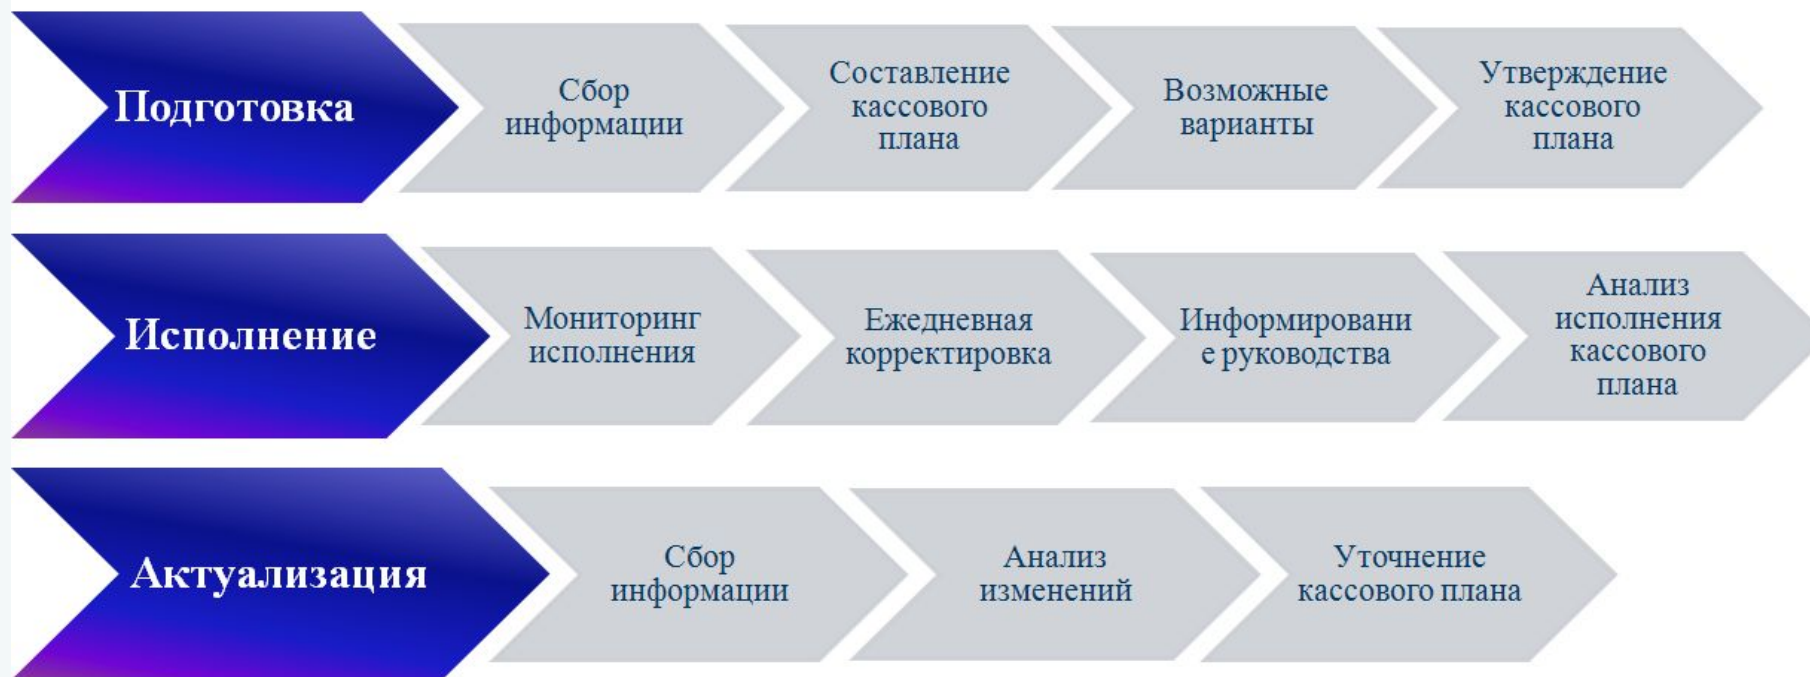 Подготовка
Сбор
информации
Составление
кассового
плана
Возможные
варианты
Утверждение
кассового
плана
Исполнение
Мониторинг
исполнения
Ежедневная
корректировка
Информировани
е руководства
Анализ
исполнения
кассового
плана
Актуализация
Сбор
информации
Анализ
изменений
Уточнение
кассового плана